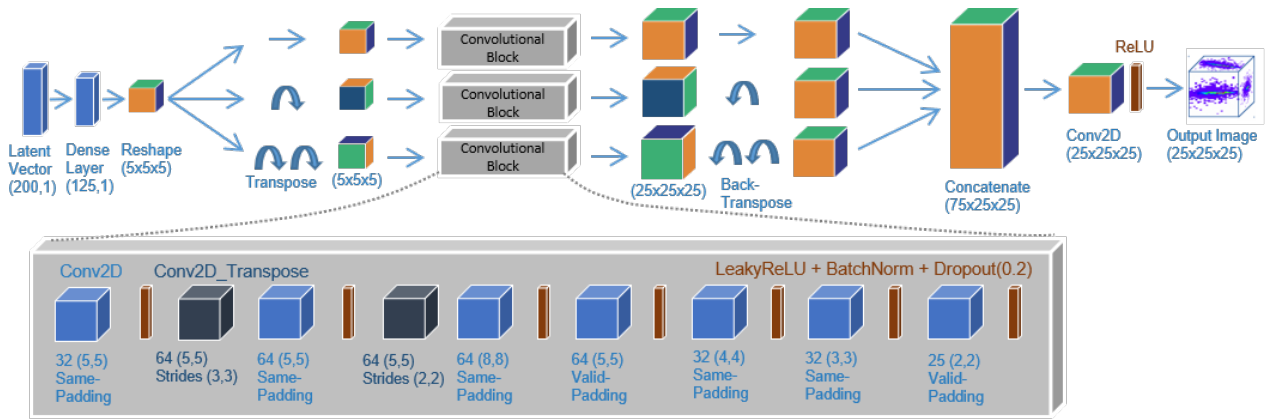 Latent
Vector
(200,1)
Dense
Layer
(125,1)
Reshape
(5x5x5)
Transpose
(5x5x5)
Convolutional
Block
Convolutional
Block
Convolutional
Block
(25x25x25)
Back-
Transpose
Concatenate
(75x25x25)
ReLU
Conv2D
(25x25x25)
Output Image
(25x25x25)
Conv2D
Conv2D_Transpose
LeakyReLU + BatchNorm + Dropout(0.2)
32 (5,5)
Same-
Padding
64 (5,5)
Strides (3,3)
64 (5,5)
Same-
Padding
64 (5,5)
Strides (2,2)
64 (8,8)
Same-
Padding
64 (5,5)
Valid-
Padding
32 (4,4)
Same-
Padding
32 (3,3)
Same-
Padding
25 (2,2)
Valid-
Padding